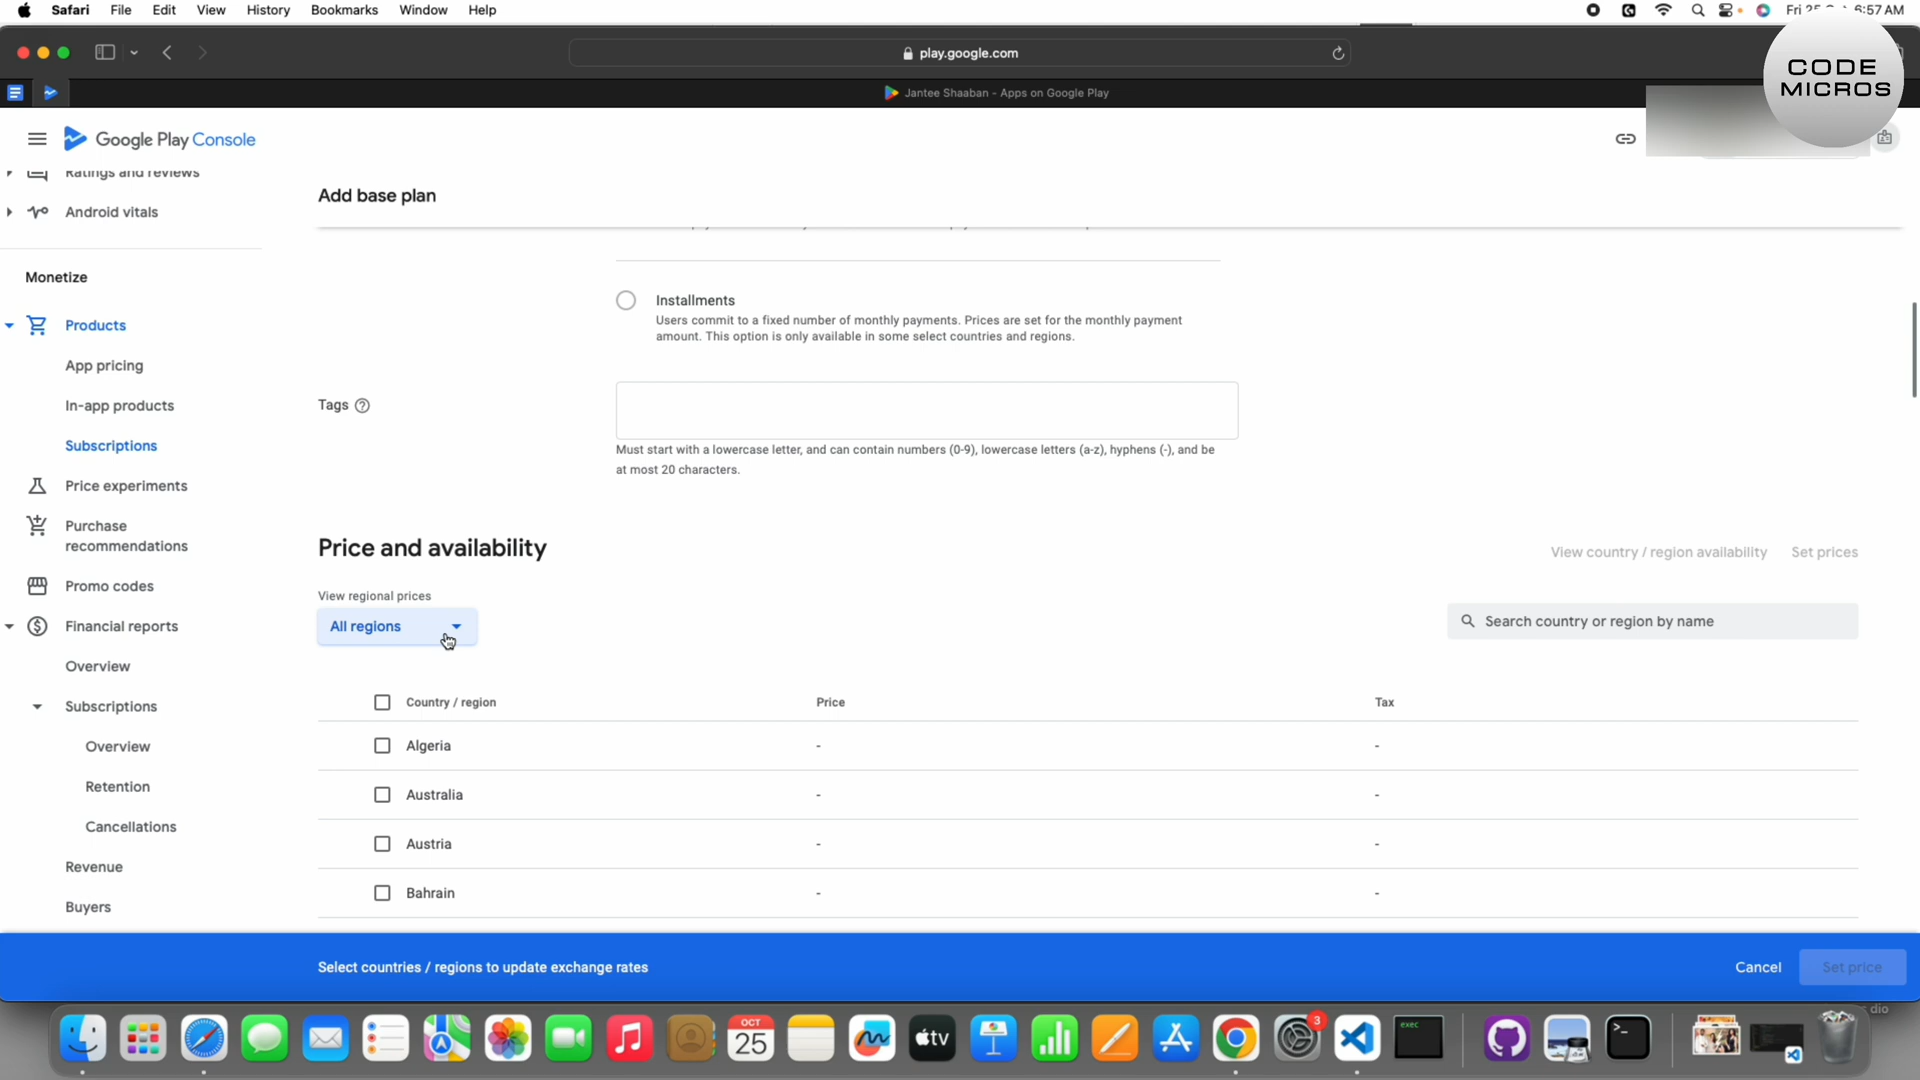 Safari File Edit View History Bookmarks Window Help
6:57 AM
play.google.com
Jantee Shaaban - Apps on Google Play
CODE
MICROS
Google Play Console
Ratings and reviews
Add base plan
Android vitals
Monetize
Installments
Users commit to a fixed number of monthly payments. Prices are set for the monthly payment
amount. This option is only available in some select countries and regions.
Products
App pricing
In-app products
Tags
Subscriptions
Must start with a lowercase letter, and can contain numbers (0-9), lowercase letters (a-z), hyphens (-), and be
at most 20 characters.
Price experiments
Purchase
recommendations
Price and availability
View country / region availability Set prices
Promo codes
View regional prices
Financial reports
All regions
Search country or region by name
Overview
Subscriptions
Country / region Price Tax
Overview
Algeria - -
Retention
Australia - -
Cancellations
Austria - -
Revenue
Bahrain - -
Buyers
Select countries / regions to update exchange rates
Cancel Set price
OCT
25
tv
3
exec
dio